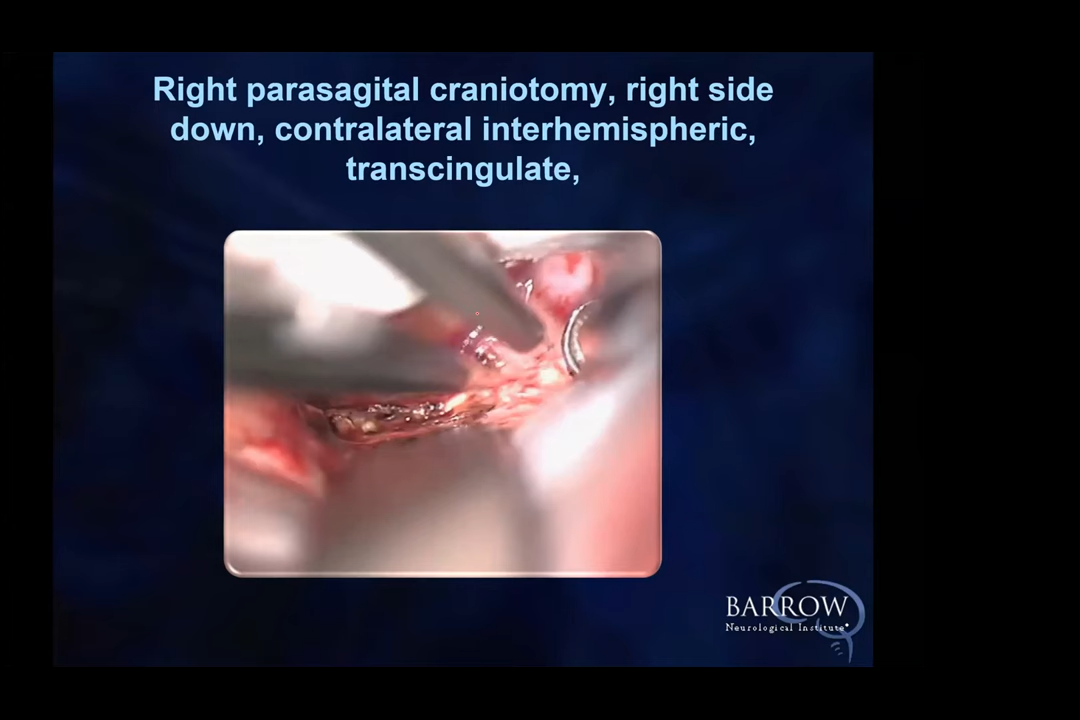 Right parasagital craniotomy, right side
down, contralateral interhemispheric,
transcingulate,
BARROW
Neurological Institute®